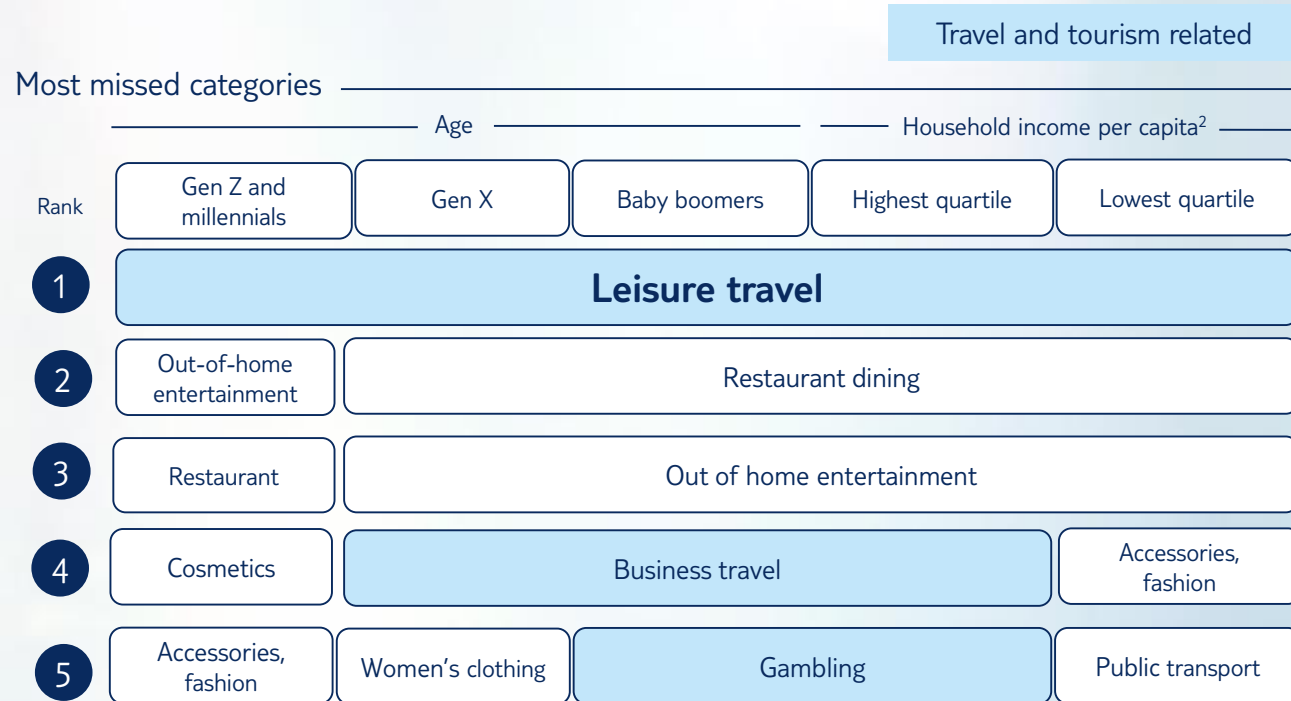 Travel and tourism related
Most missed categories
Age
Household income per capita²
Rank
Gen Z and
millennials
Gen X
Baby boomers
Highest quartile
Lowest quartile
1
Leisure travel
2
Out-of-home
entertainment
Restaurant dining
3
Restaurant
Out of home entertainment
4
Cosmetics
Business travel
Accessories,
fashion
5
Accessories,
fashion
Women's clothing
Gambling
Public transport